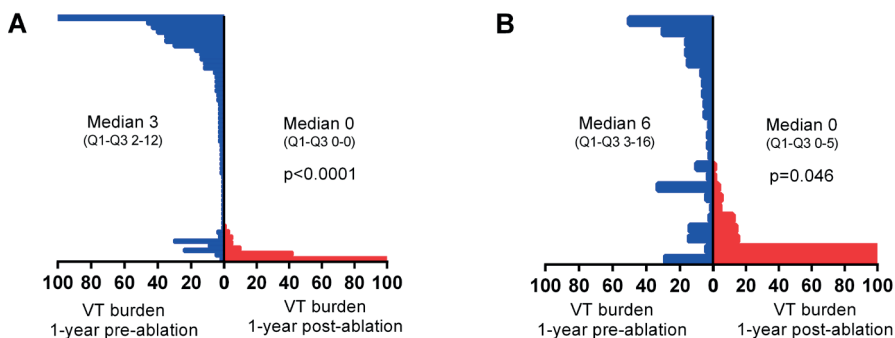 A
Median 3
(Q1-Q3 2-12)
Median 0
(Q1-Q3 0-0)
p<0.0001
100 80 60 40 20 0 20 40 60 80 100
VT burden
1-year pre-ablation
VT burden
1-year post-ablation
B
Median 6
(Q1-Q3 3-16)
Median 0
(Q1-Q3 0-5)
p=0.046
100 80 60 40 20 0 20 40 60 80 100
VT burden
1-year pre-ablation
VT burden
1-year post-ablation